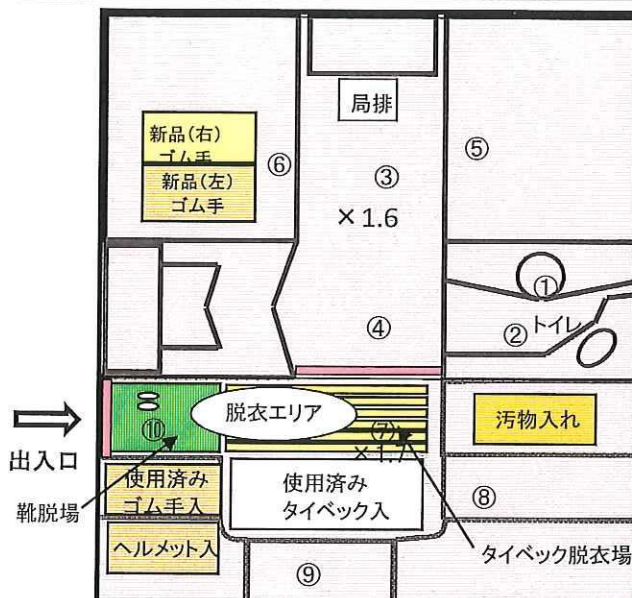 局排
新品(右)
ゴム手
新品(左)
ゴム手
⑥
③
×1.6
⑤
①
④
②
トイレ
出入口
⑩
脱衣エリア
⑦
×1.7
汚物入れ
靴脱場
使用済み
ゴム手入
使用済み
タイベック入
⑧
ヘルメット入
⑨
タイベック脱衣場